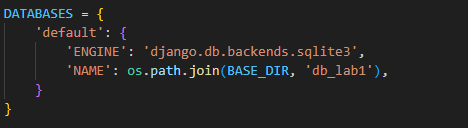 DATABASES = {
    'default': {
        'ENGINE': 'django.db.backends.sqlite3',
        'NAME': os.path.join(BASE_DIR, 'db_lab1'),
    }
}